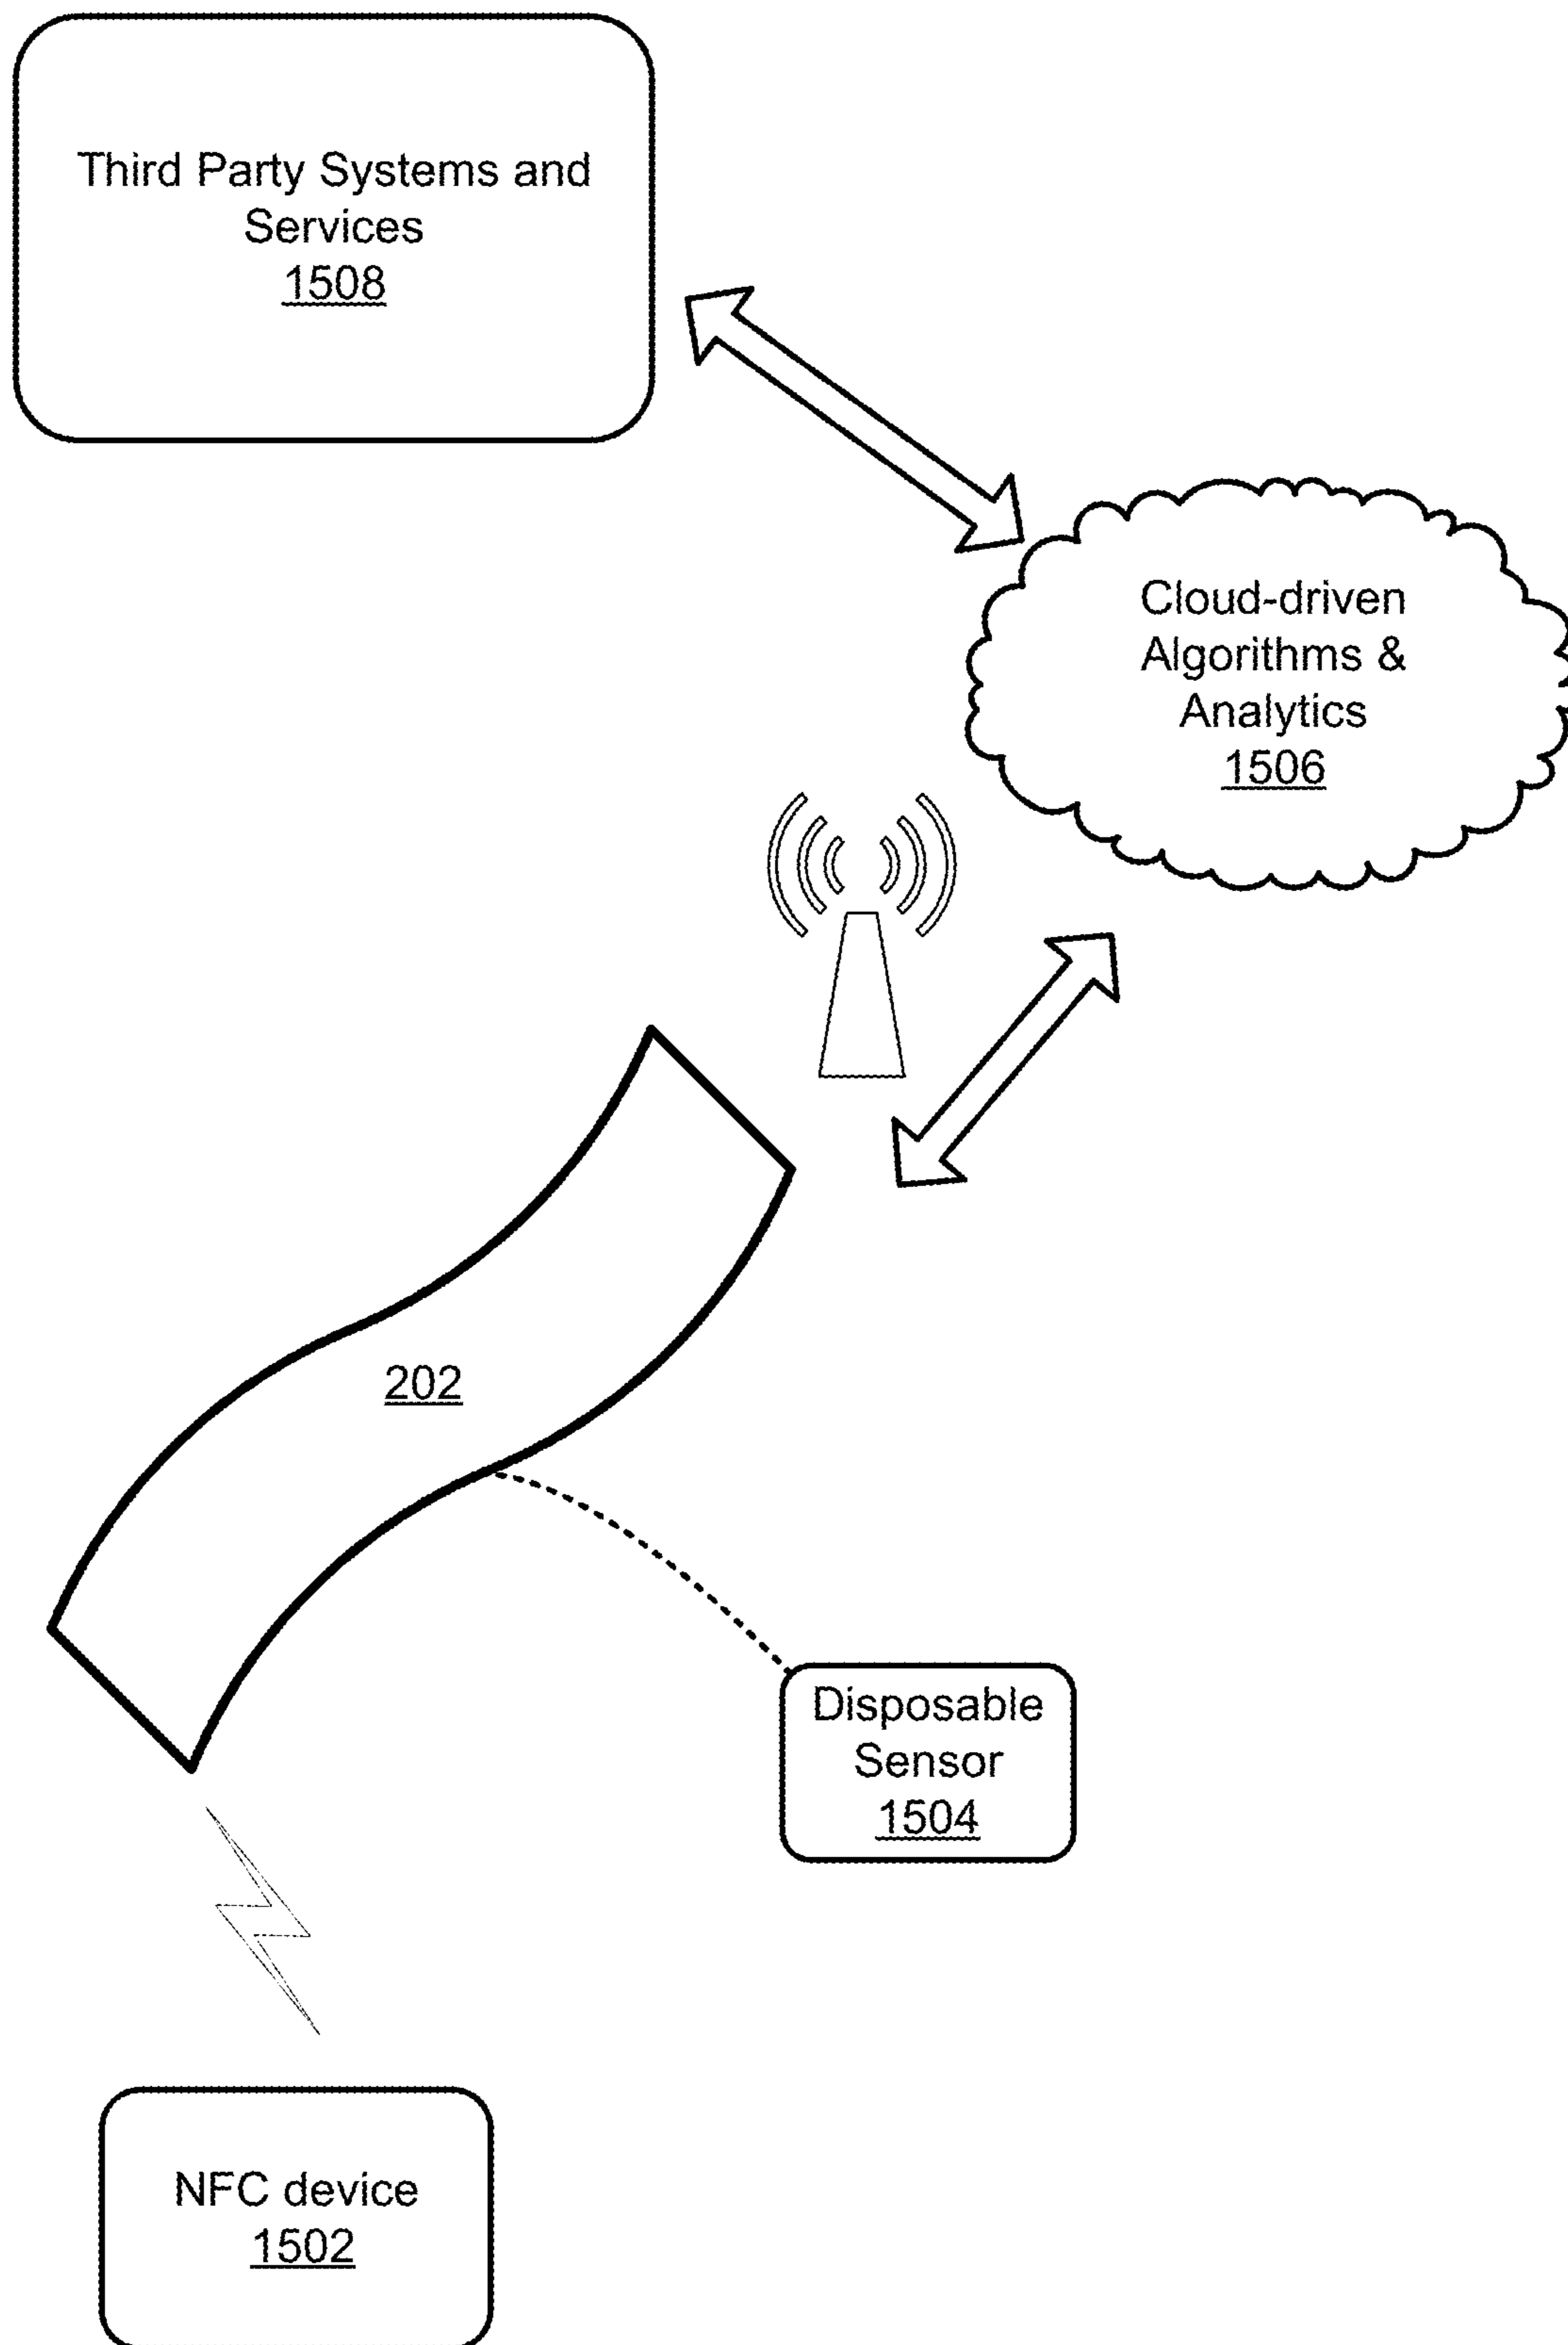 Third Party Systems and
Services
1508
Cloud-driven
Algorithms &
Analytics
1506
202
Disposable
Sensor
1504
NFC device
1502